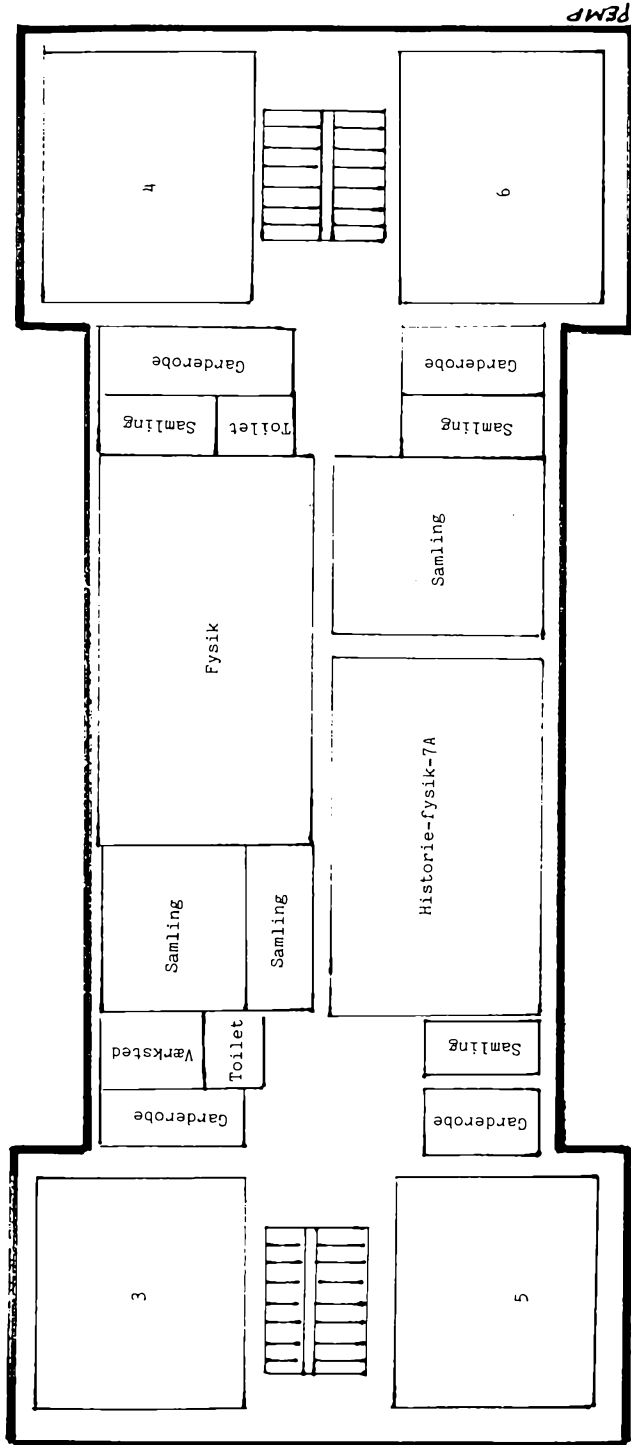 PEMP
4
6
Garderobe
Garderobe
Samling
Toilet
Samling
Fysik
Samling
Samling
Samling
Historie-fysik-7A
Værksted
Toilet
Samling
Garderobe
Garderobe
3
5